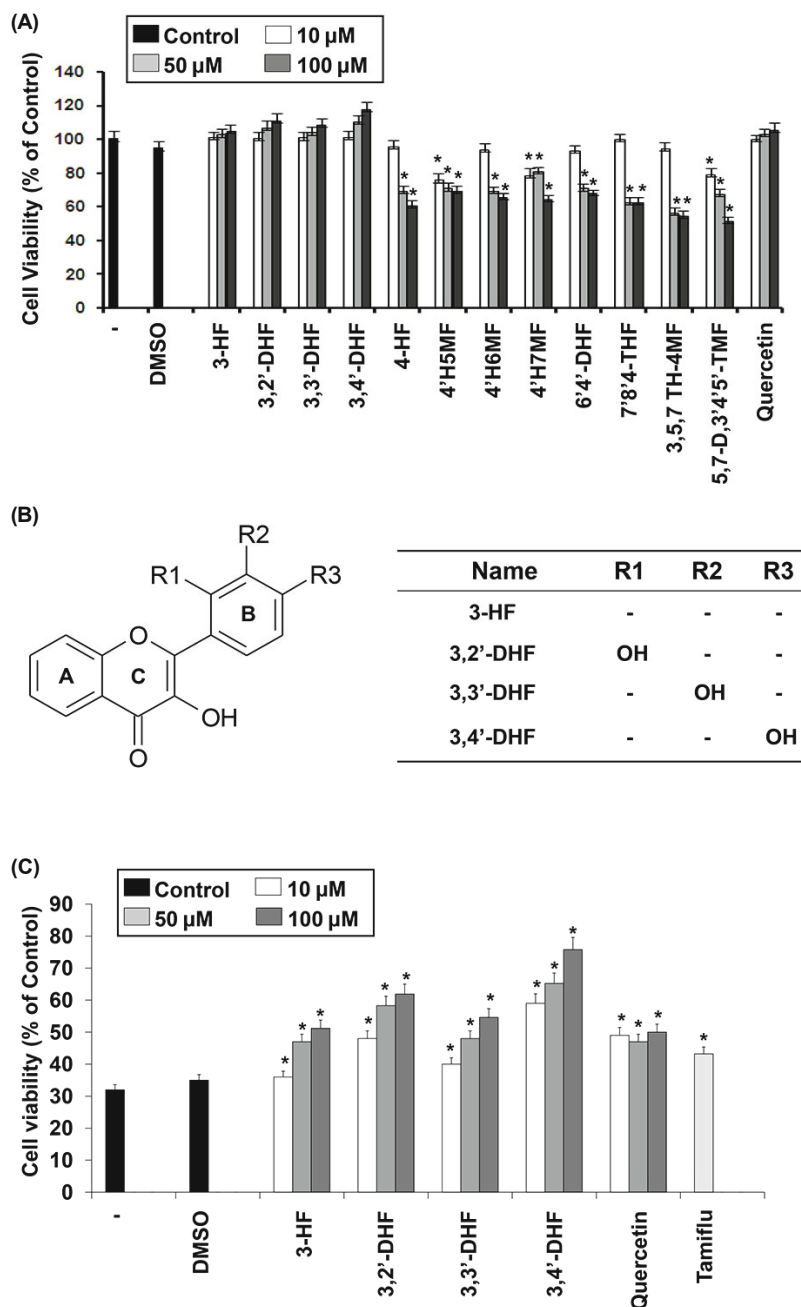 (A)
Control 10 µM
50 µM 100 µM
Cell Viability (% of Control)
140
120
100
80
60
40
20
0
* * * * * * * * * * * * * * * * * * * *
-
DMSO
3-HF
3,2'-DHF
3,3'-DHF
3,4'-DHF
4-HF
4'H5MF
4'H6MF
4'H7MF
6'4'-DHF
7'8'4-THF
3,5,7 TH-4MF
5,7-D,3'4'5'-TMF
Quercetin
(B)
R2
R1
R3
B
O
A
C
OH
O
Name R1 R2 R3
3-HF - - -
3,2'-DHF OH - -
3,3'-DHF - OH -
3,4'-DHF - - OH
(C)
Control 10 µM
50 µM 100 µM
Cell viability (% of Control)
90
80
70
60
50
40
30
20
10
0
* * * * * * * * * * * * * * * *
-
DMSO
3-HF
3,2'-DHF
3,3'-DHF
3,4'-DHF
Quercetin
Tamiflu